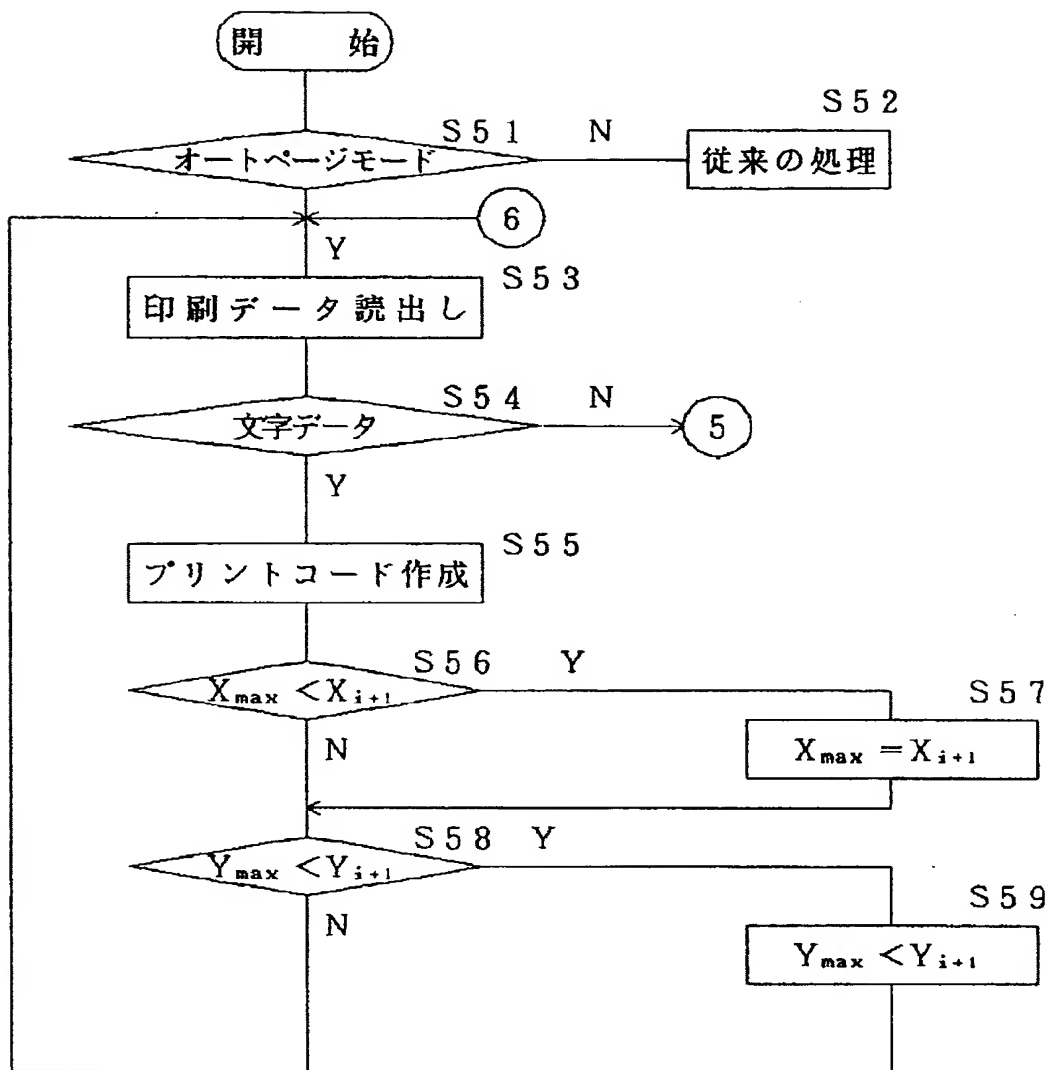 開 始
S51 N S52
オートページモード 従来の処理
6
Y
S53
印刷データ読出し
S54 N
文字データ 5
Y
S55
プリントコード作成
S56 Y
Xmax <Xi+1 S57
N Xmax =Xi+1
S58 Y
Ymax <Yi+1 S59
N Ymax <Yi+1